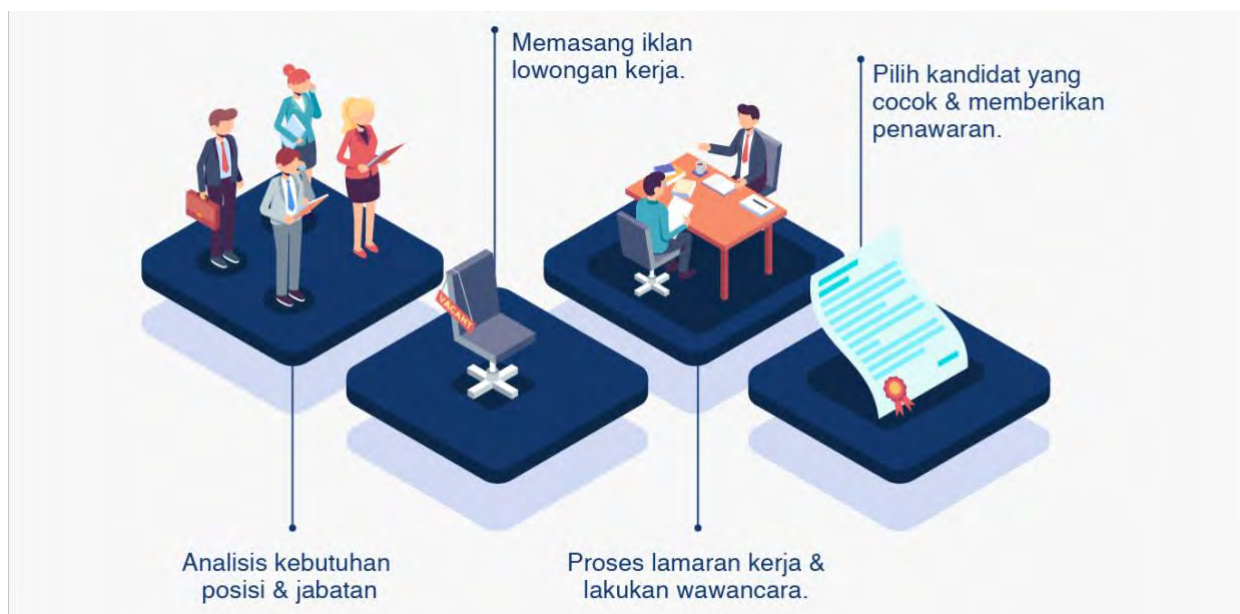 Memasang iklan
lowongan kerja.
Pilih kandidat yang
cocok & memberikan
penawaran.
VACANT
Analisis kebutuhan
posisi & jabatan
Proses lamaran kerja &
lakukan wawancara.